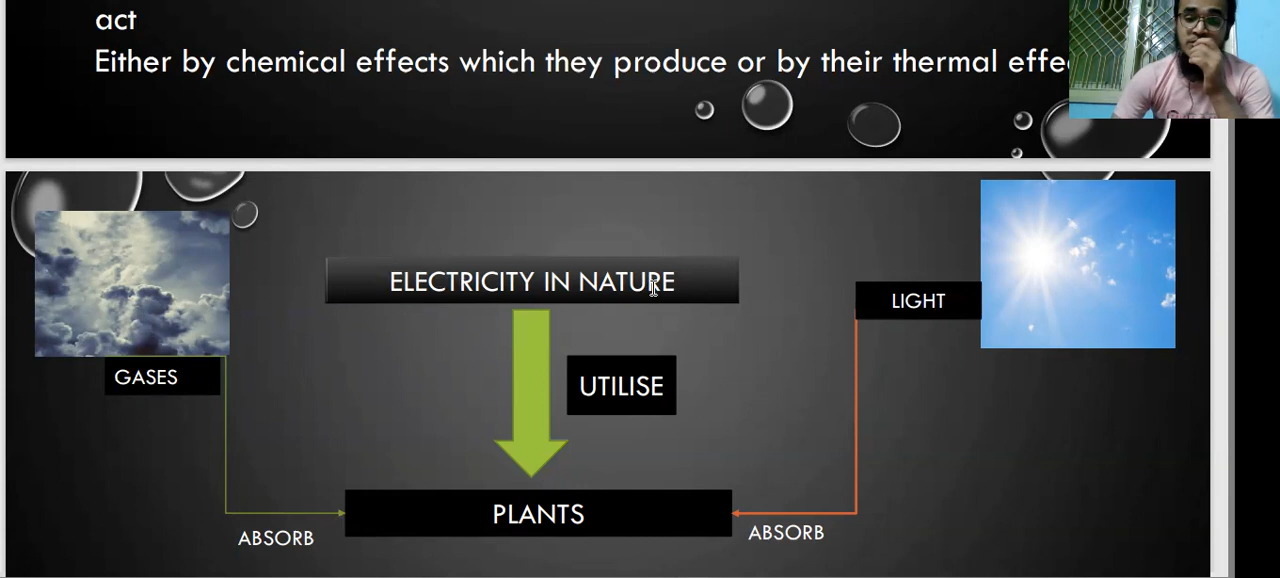 act
Either by chemical effects which they produce or by their thermal
ELECTRICITY IN NATURE
LIGHT
GASES
UTILISE
PLANTS
ABSORB
ABSORB